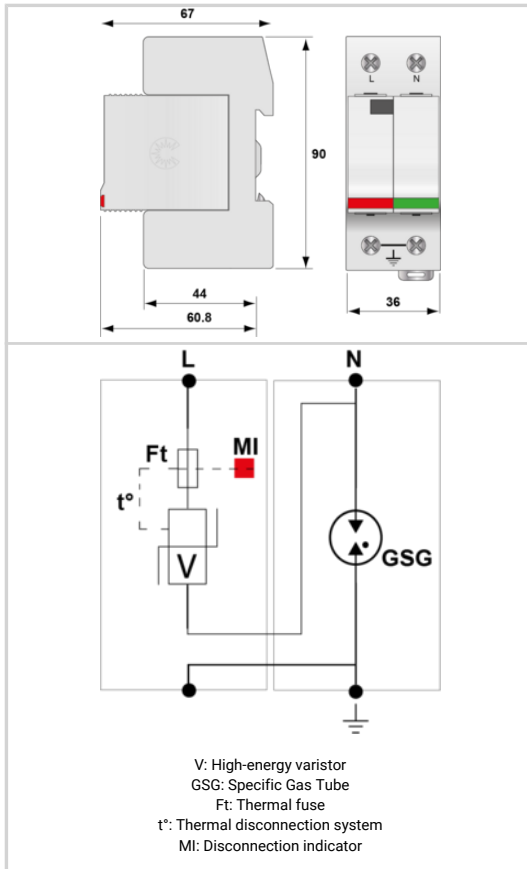 67
L N
90
44
60.8
36
L N
Ft MI
t°
V
GSG
V: High-energy varistor
GSG: Specific Gas Tube
Ft: Thermal fuse
t°: Thermal disconnection system
MI: Disconnection indicator